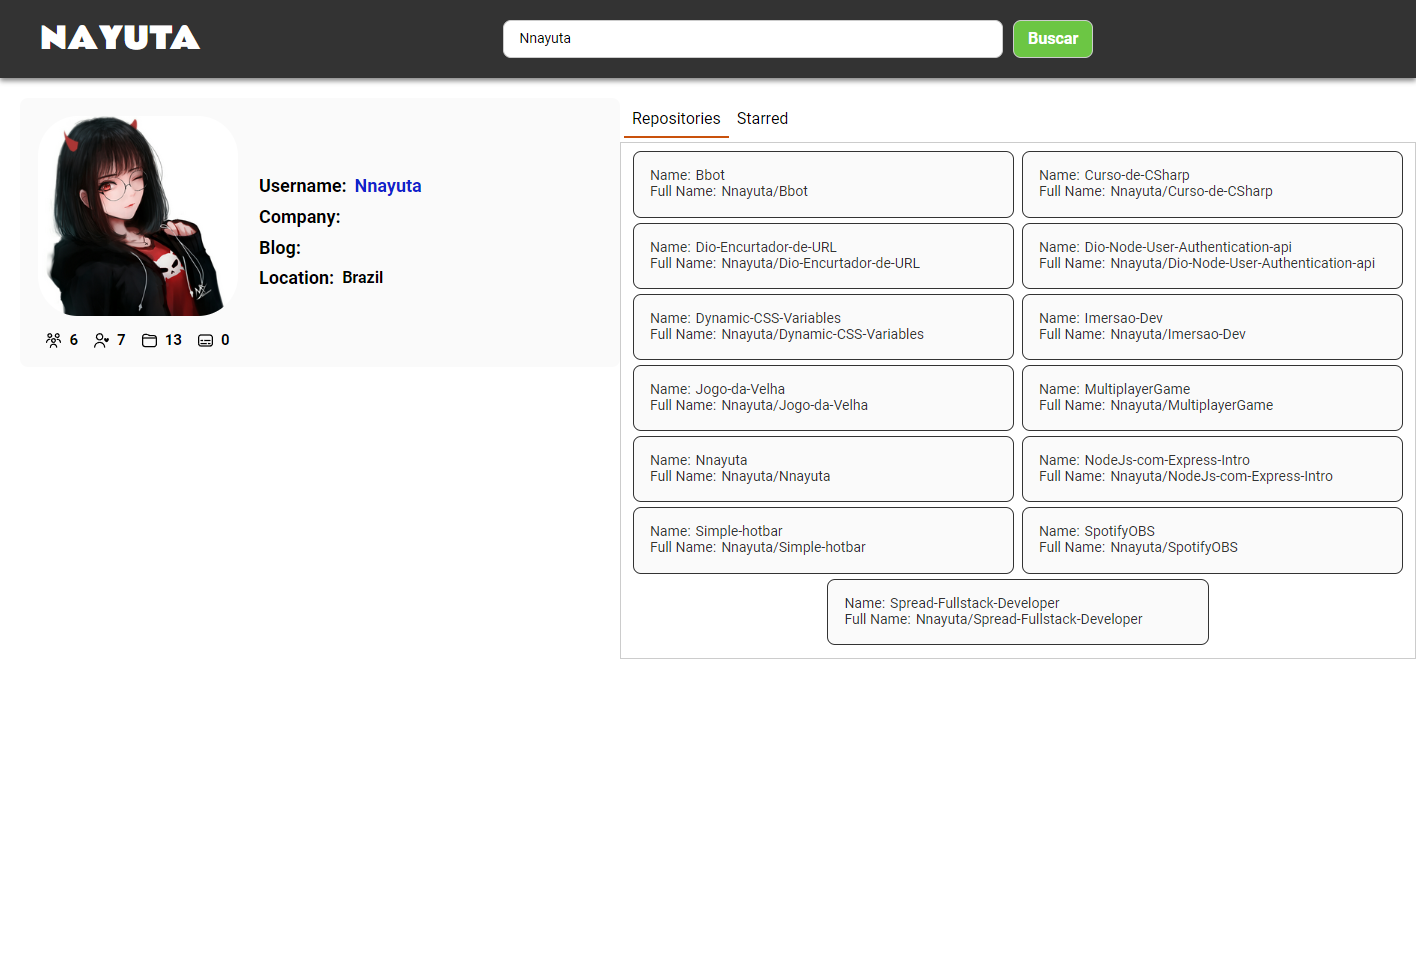 NAYUTA
Nnayuta
Buscar
Username: Nnayuta
Company:
Blog:
Location: Brazil
6 7 13 0
Repositories Starred
Name: Bbot
Full Name: Nnayuta/Bbot
Name: Curso-de-CSharp
Full Name: Nnayuta/Curso-de-CSharp
Name: Dio-Encurtador-de-URL
Full Name: Nnayuta/Dio-Encurtador-de-URL
Name: Dio-Node-User-Authentication-api
Full Name: Nnayuta/Dio-Node-User-Authentication-api
Name: Dynamic-CSS-Variables
Full Name: Nnayuta/Dynamic-CSS-Variables
Name: Imersao-Dev
Full Name: Nnayuta/Imersao-Dev
Name: Jogo-da-Velha
Full Name: Nnayuta/Jogo-da-Velha
Name: MultiplayerGame
Full Name: Nnayuta/MultiplayerGame
Name: Nnayuta
Full Name: Nnayuta/Nnayuta
Name: NodeJs-com-Express-Intro
Full Name: Nnayuta/NodeJs-com-Express-Intro
Name: Simple-hotbar
Full Name: Nnayuta/Simple-hotbar
Name: SpotifyOBS
Full Name: Nnayuta/SpotifyOBS
Name: Spread-Fullstack-Developer
Full Name: Nnayuta/Spread-Fullstack-Developer